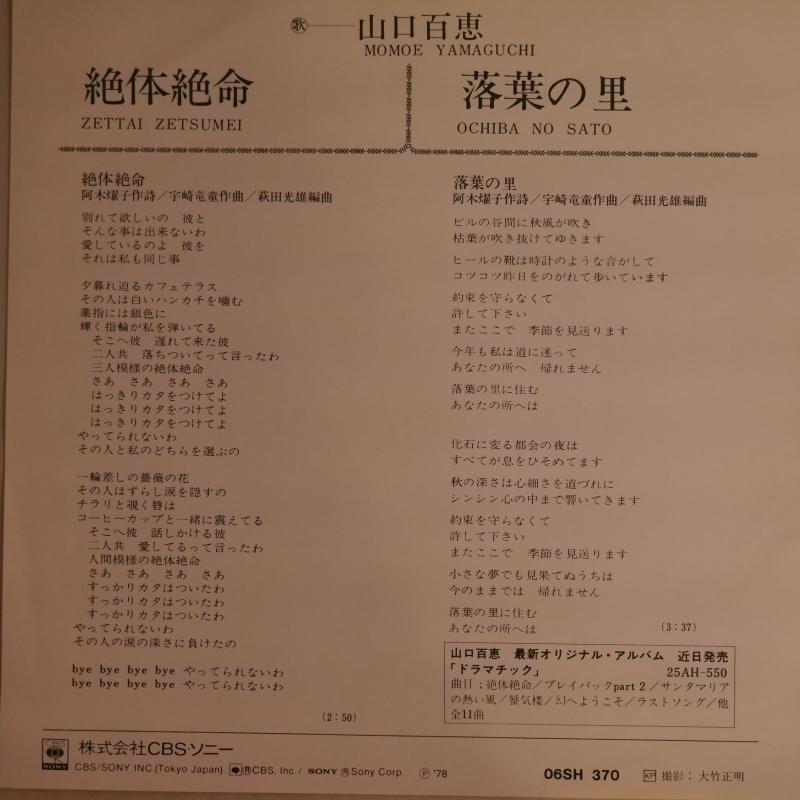 歌 山口百恵
MOMOE YAMAGUCHI
絶体絶命
ZETTAI ZETSUMEI
落葉の里
OCHIBA NO SATO
絶体絶命
阿木燿子作詩／宇崎竜童作曲／萩田光雄編曲
別れて欲しいの　彼と
そんな事は出来ないわ
愛しているのよ　彼を
それは私も同じ事
夕暮れ迫るカフェテラス
その人は白いハンカチを噛む
薬指には銀色に
輝く指輪が私を弾いてる
そこへ彼　遅れて来た彼
二人共　落ちついてって言ったわ
三人模様の絶体絶命
さあ　さあ　さあ　さあ
はっきりカタをつけてよ
はっきりカタをつけてよ
はっきりカタをつけてよ
やってられないわ
その人と私のどちらを選ぶの
一輪差しの薔薇の花
その人はずらし涙を隠すの
チラリと覗く唇は
コーヒーカップと一緒に震えてる
そこへ彼　話しかける彼
二人共　愛してるって言ったわ
人間模様の絶体絶命
さあ　さあ　さあ　さあ
すっかりカタはついたわ
すっかりカタはついたわ
すっかりカタはついたわ
やってられないわ
その人の涙の深さに負けたの
bye bye bye bye やってられないわ
bye bye bye bye やってられないわ
(2:50)
落葉の里
阿木燿子作詩／宇崎竜童作曲／萩田光雄編曲
ビルの谷間に秋風が吹き
枯葉が吹き抜けてゆきます
ヒールの靴は時計のような音がして
コツコツ昨日をのがれて歩いています
約束を守らなくて
許して下さい
またここで　季節を見送ります
今年も私は道に迷って
あなたの所へ　帰れません
落葉の里に住む
あなたの所へは
化石に変る都会の夜は
すべてが息をひそめてます
秋の深さは心細さを道づれに
シンシン心の中まで響いてきます
約束を守らなくて
許して下さい
またここで　季節を見送ります
小さな夢でも見果てぬうちは
今のままでは　帰れません
落葉の里に住む
あなたの所へは
(3:37)
山口百恵　最新オリジナル・アルバム　近日発売
「ドラマチック」 25AH-550
曲目；絶体絶命／プレイバックpart 2／サンタマリア
の熱い風／蜃気楼／幻へようこそ／ラストソング／他
全11曲
CBS SONY 株式会社CBS・ソニー
CBS/SONY INC.(Tokyo Japan) ®CBS, Inc./ SONY ®Sony Corp. ℗'78
06SH 370 KP 撮影：大竹正明